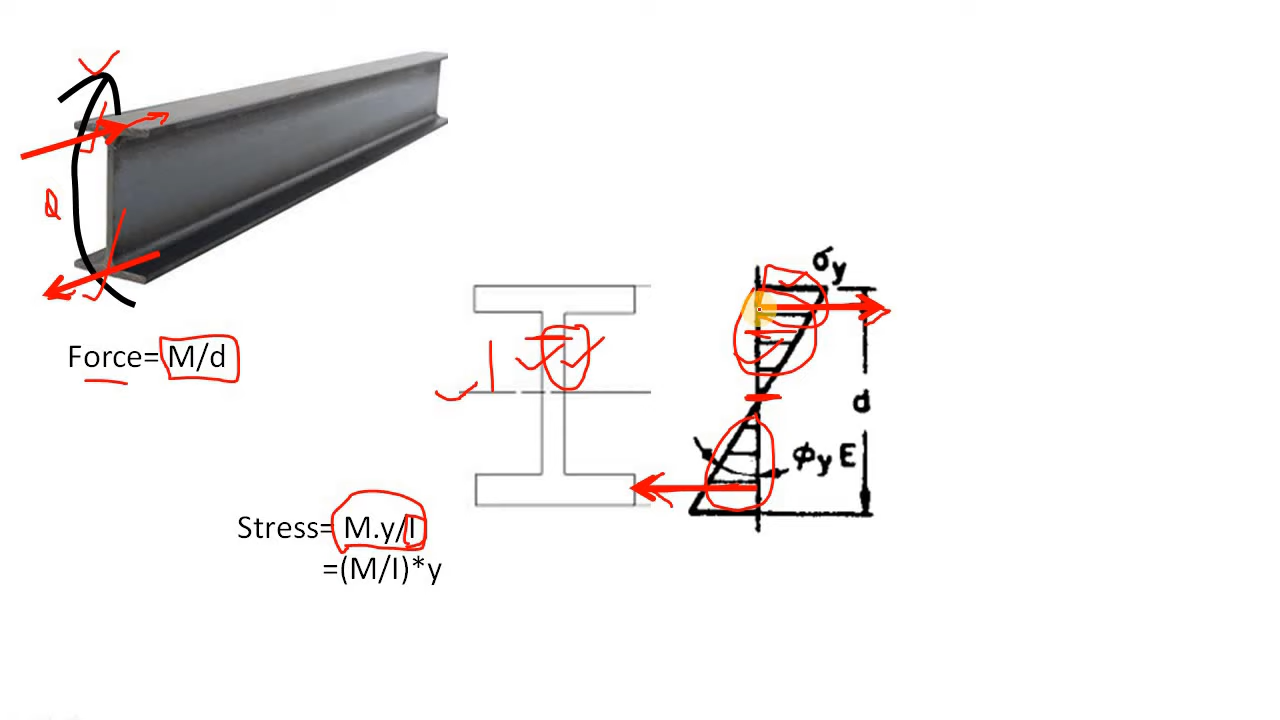 Force= M/d
σy
d
ϕy E
Stress= M.y/I
=(M/I)*y